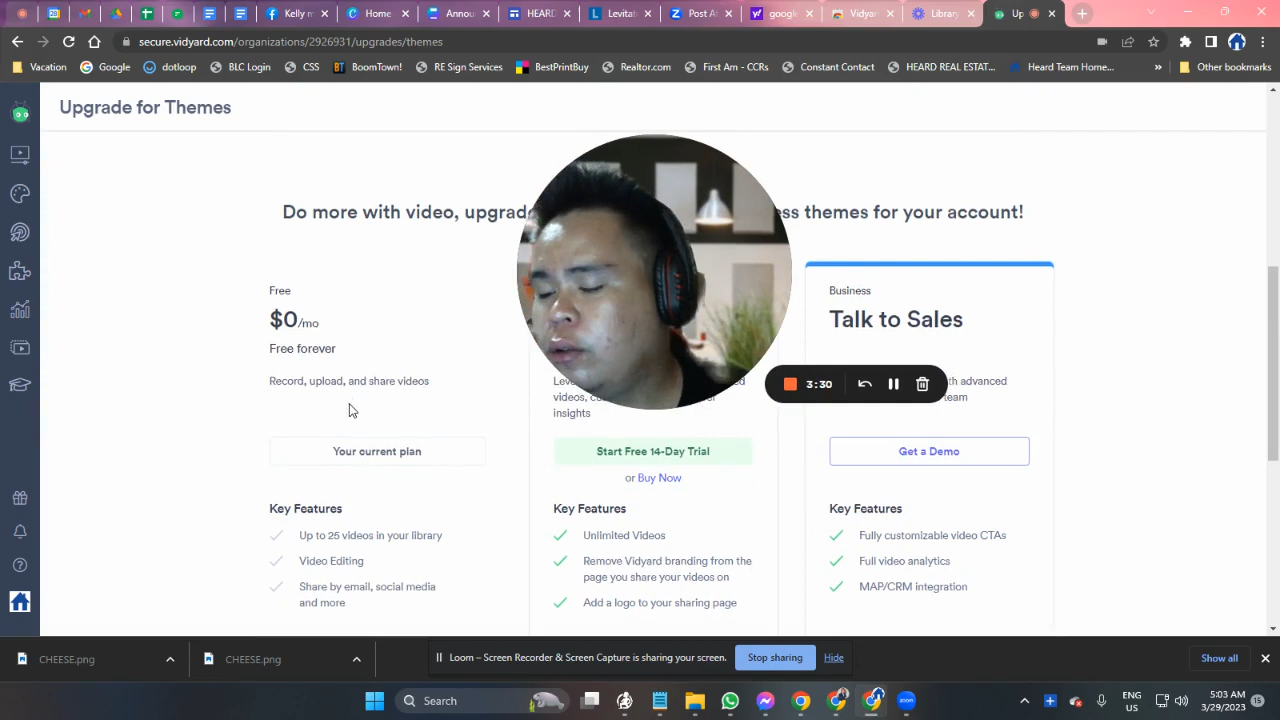 Kelly m
Home
Annou
HEARD
Levitat
Post A
google
Vidyar
Library
Up
secure.vidyard.com/organizations/2926931/upgrades/themes
Vacation
Google
dotloop
BLC Login
CSS
BoomTown!
RE Sign Services
BestPrintBuy
Realtor.com
First Am - CCRs
Constant Contact
HEARD REAL ESTAT...
Heard Team Home...
»
Other bookmarks
Upgrade for Themes
Do more with video, upgrad
ss themes for your account!
Free
$0/mo
Free forever
Record, upload, and share videos
Your current plan
Key Features
Up to 25 videos in your library
Video Editing
Share by email, social media
and more
videos, co
insights
Start Free 14-Day Trial
or Buy Now
Key Features
Unlimited Videos
Remove Vidyard branding from the
page you share your videos on
Add a logo to your sharing page
Business
Talk to Sales
th advanced
team
Get a Demo
Key Features
Fully customizable video CTAs
Full video analytics
MAP/CRM integration
3:30
CHEESE.png
CHEESE.png
Loom – Screen Recorder & Screen Capture is sharing your screen.
Stop sharing
Hide
Show all
Search
ENG
US
5:03 AM
3/29/2023
15